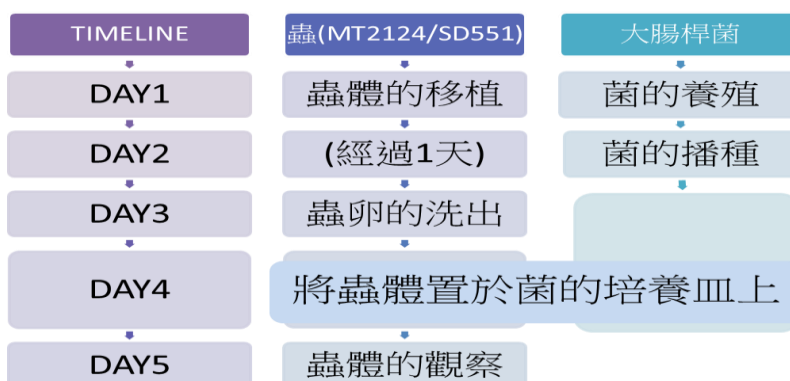 TIMELINE
蟲(MT2124/SD551)
大腸桿菌
DAY1
蟲體的移植
菌的養殖
DAY2
(經過1天)
菌的播種
DAY3
蟲卵的洗出
DAY4
將蟲體置於菌的培養皿上
DAY5
蟲體的觀察